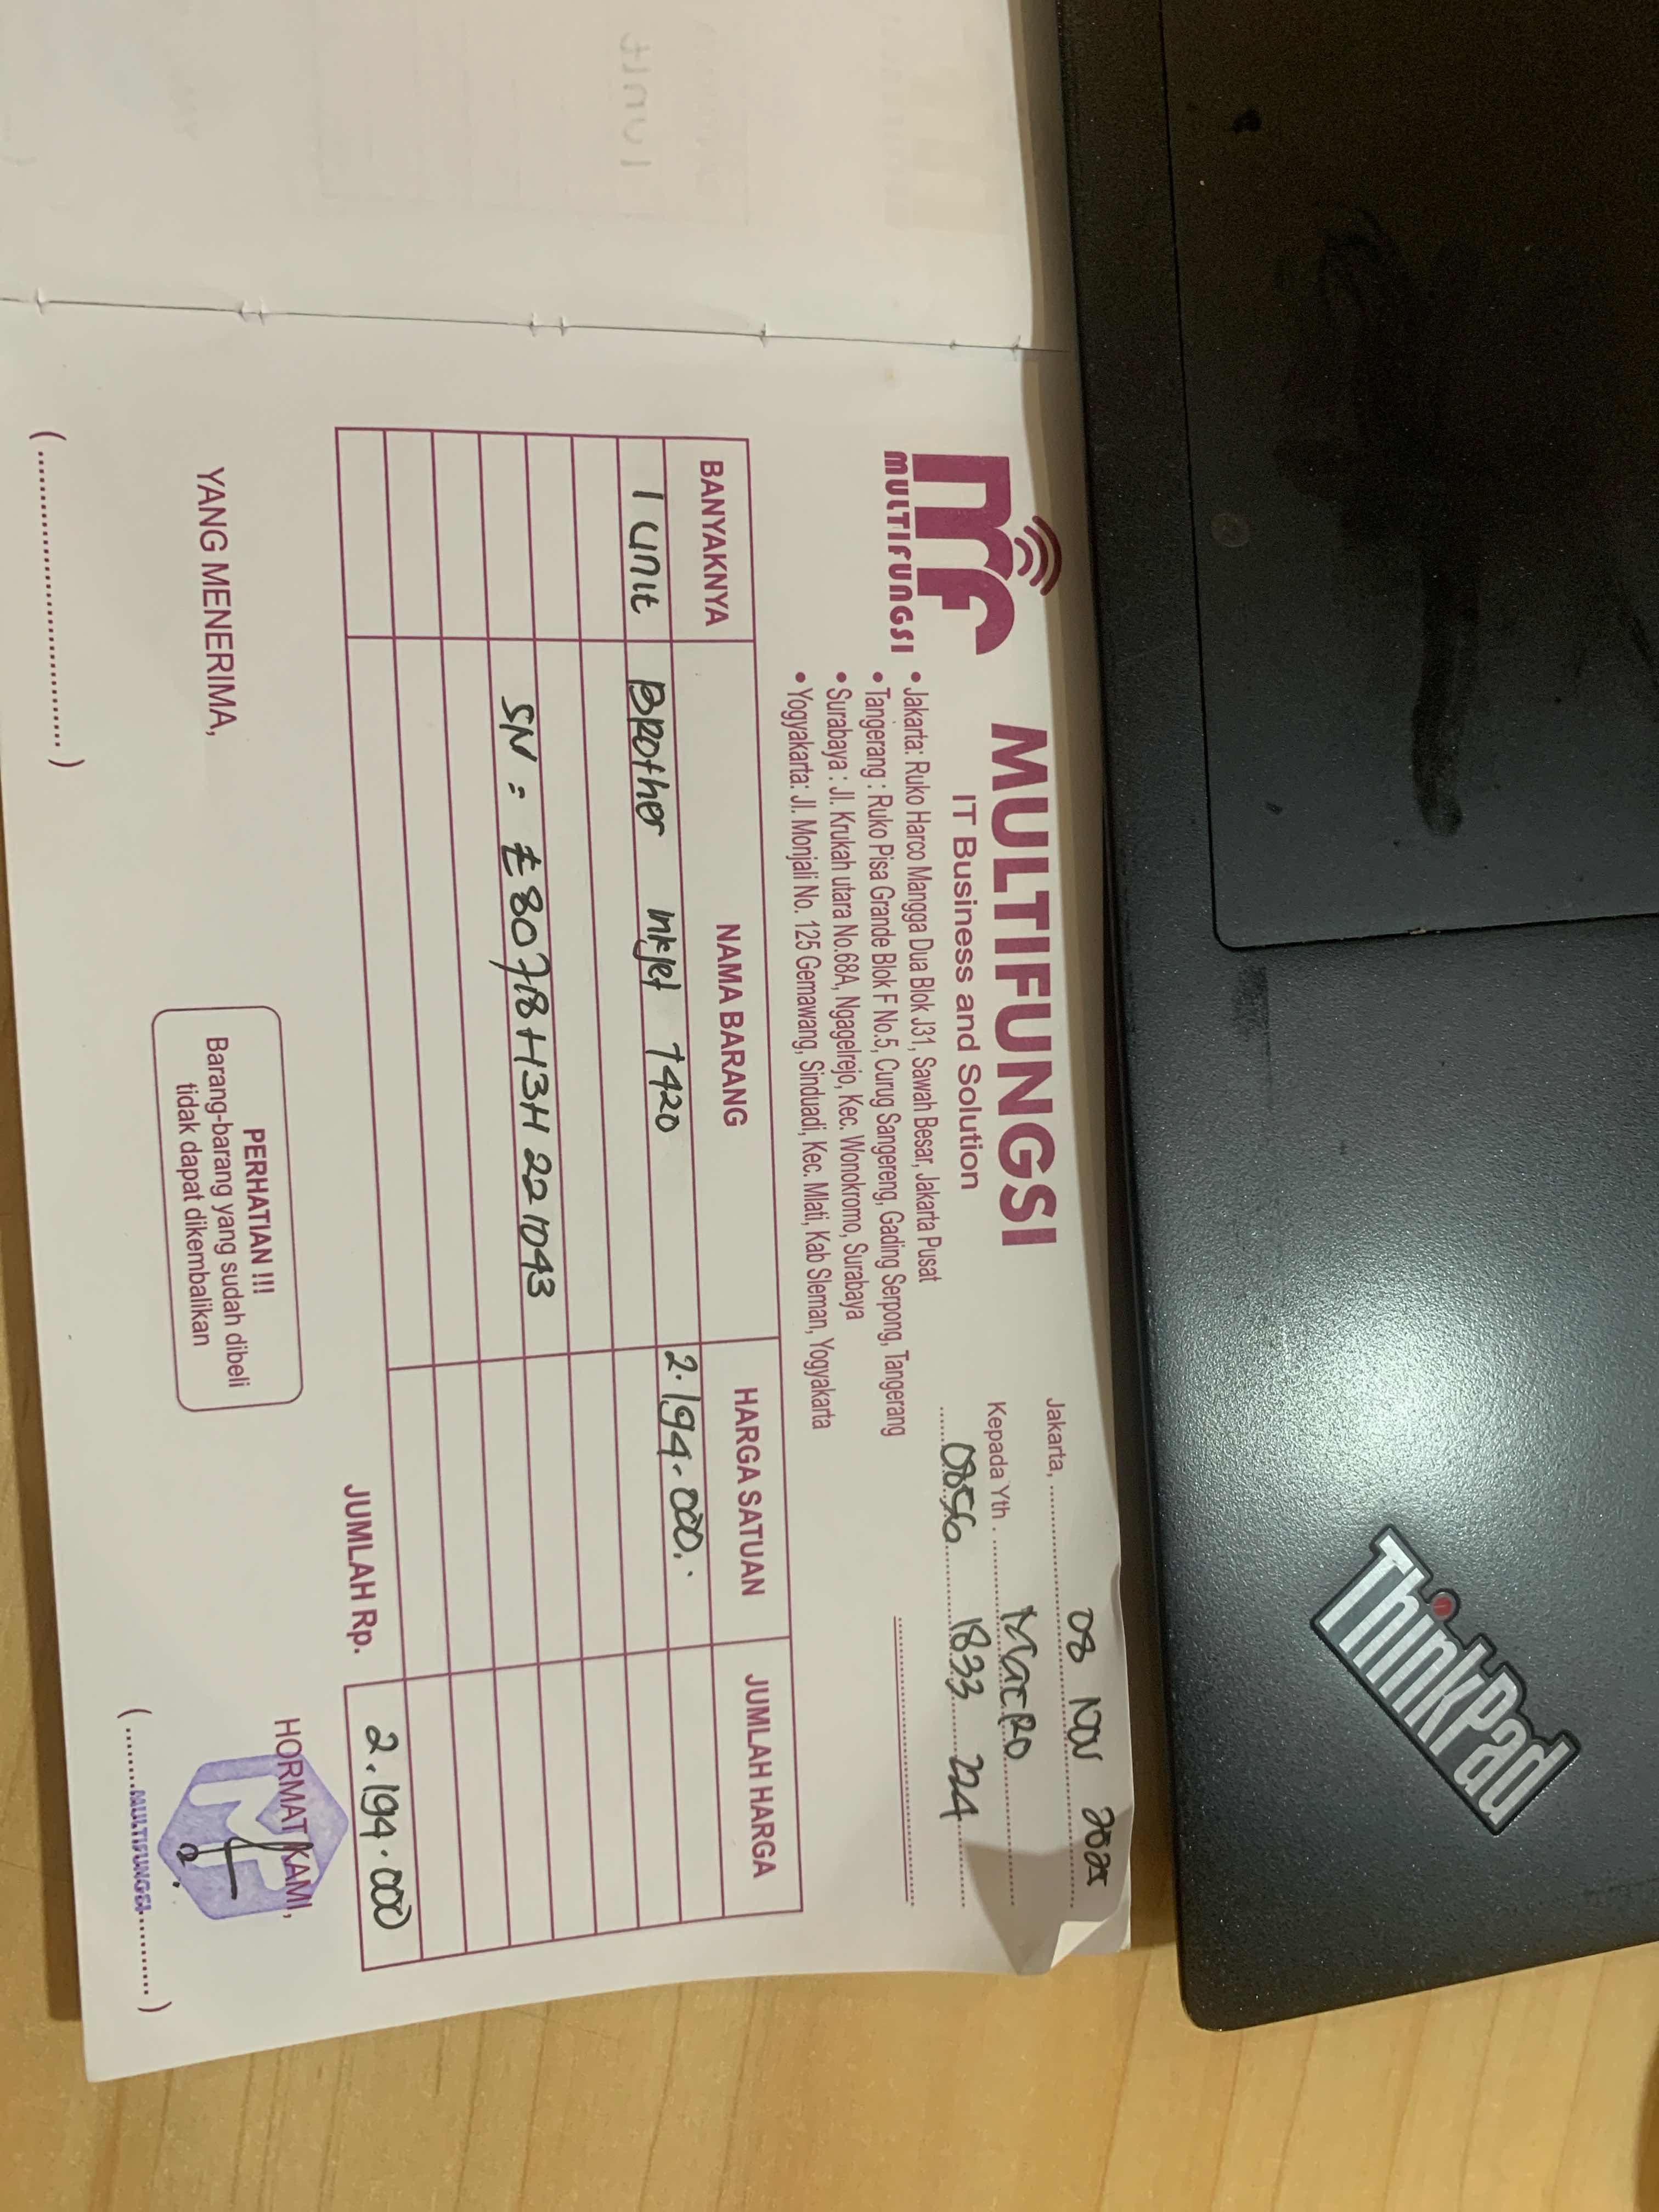 MULTIFUNGSI
IT Business and Solution
MULTIFUNGSI
• Jakarta: Ruko Harco Mangga Dua Blok J31, Sawah Besar, Jakarta Pusat
• Tangerang : Ruko Pisa Grande Blok F No.5, Curug Sangereng, Gading Serpong, Tangerang
• Surabaya : Jl. Krukah utara No.68A, Ngagelrejo, Kec. Wonokromo, Surabaya
• Yogyakarta: Jl. Monjali No. 125 Gemawang, Sinduadi, Kec. Mlati, Kab Sleman, Yogyakarta
Jakarta, 08 Nov 2025
Kepada Yth. Marco
0856 1833 224
BANYAKNYA NAMA BARANG HARGA SATUAN JUMLAH HARGA
1 unit Brother Inkjet T420 2.194.000.
SN : E80718H3H221043
JUMLAH Rp. 2.194.000
YANG MENERIMA,
PERHATIAN !!!
Barang-barang yang sudah dibeli
tidak dapat dikembalikan
HORMAT KAMI,
MULTIFUNGSI
ThinkPad